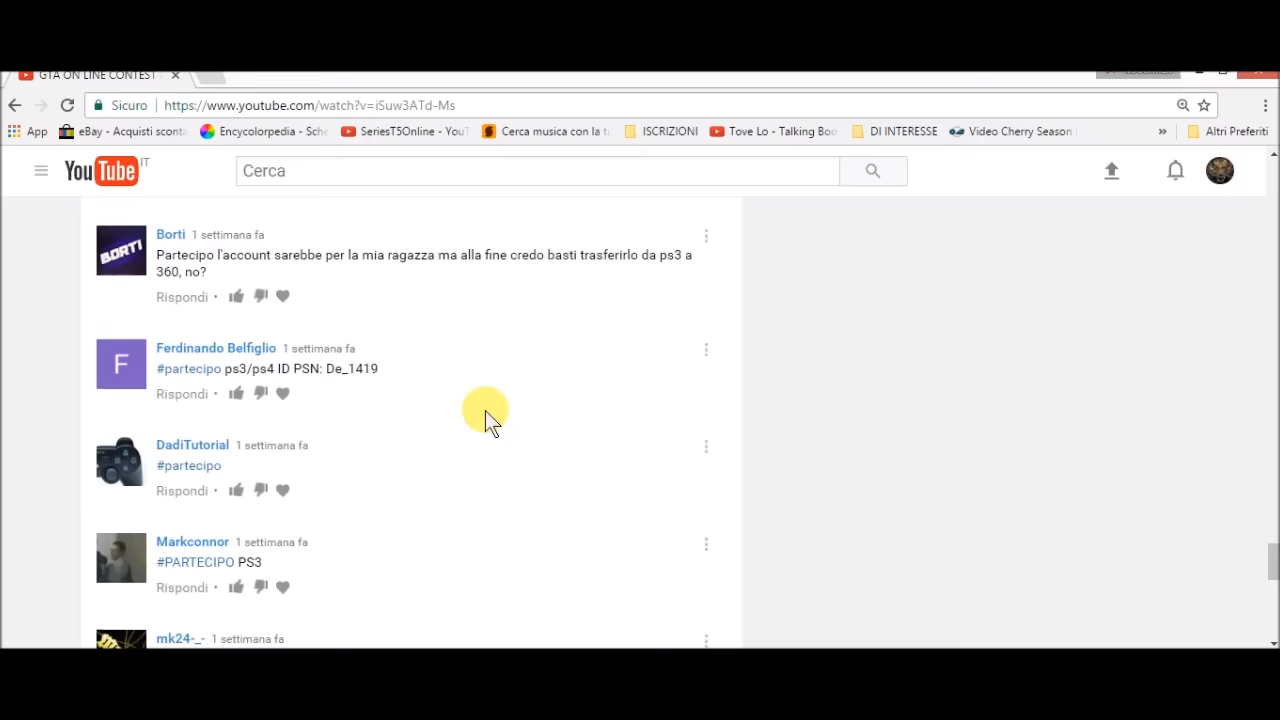 GTA ON LINE CONTEST
Sicuro https://www.youtube.com/watch?v=iSuw3ATd-Ms
App eBay - Acquisti sconta Encycolorpedia - Sche SeriesT5Online - YouT Cerca musica con la tu ISCRIZIONI Tove Lo - Talking Bod DI INTERESSE Video Cherry Season » Altri Preferiti
YouTube IT Cerca
BORTI
Borti 1 settimana fa
Partecipo l'account sarebbe per la mia ragazza ma alla fine credo basti trasferirlo da ps3 a
360, no?
Rispondi •
F
Ferdinando Belfiglio 1 settimana fa
#partecipo ps3/ps4 ID PSN: De_1419
Rispondi •
DadiTutorial 1 settimana fa
#partecipo
Rispondi •
Markconnor 1 settimana fa
#PARTECIPO PS3
Rispondi •
mk24-_- 1 settimana fa